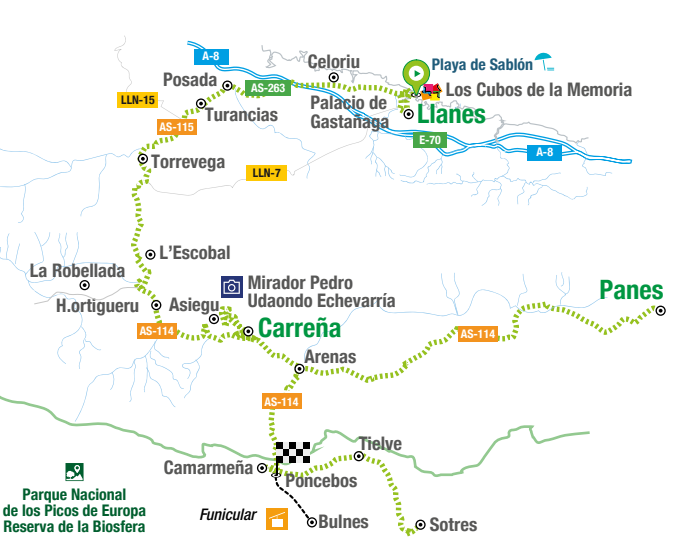 A-8
Celoriu
Playa de Sablón
Posada
AS-263
Los Cubos de la Memoria
LLN-15
Palacio de
Gastañaga
Llanes
Turancias
AS-115
E-70
A-8
Torrevega
LLN-7
L'Escobal
La Robellada
Mirador Pedro
Udaondo Echevarría
Panes
H.ortigueru
Asiegu
Carreña
AS-114
AS-114
Arenas
AS-114
Tielve
Camarmeña
Poncebos
Parque Nacional
de los Picos de Europa
Reserva de la Biosfera
Funicular
Bulnes
Sotres